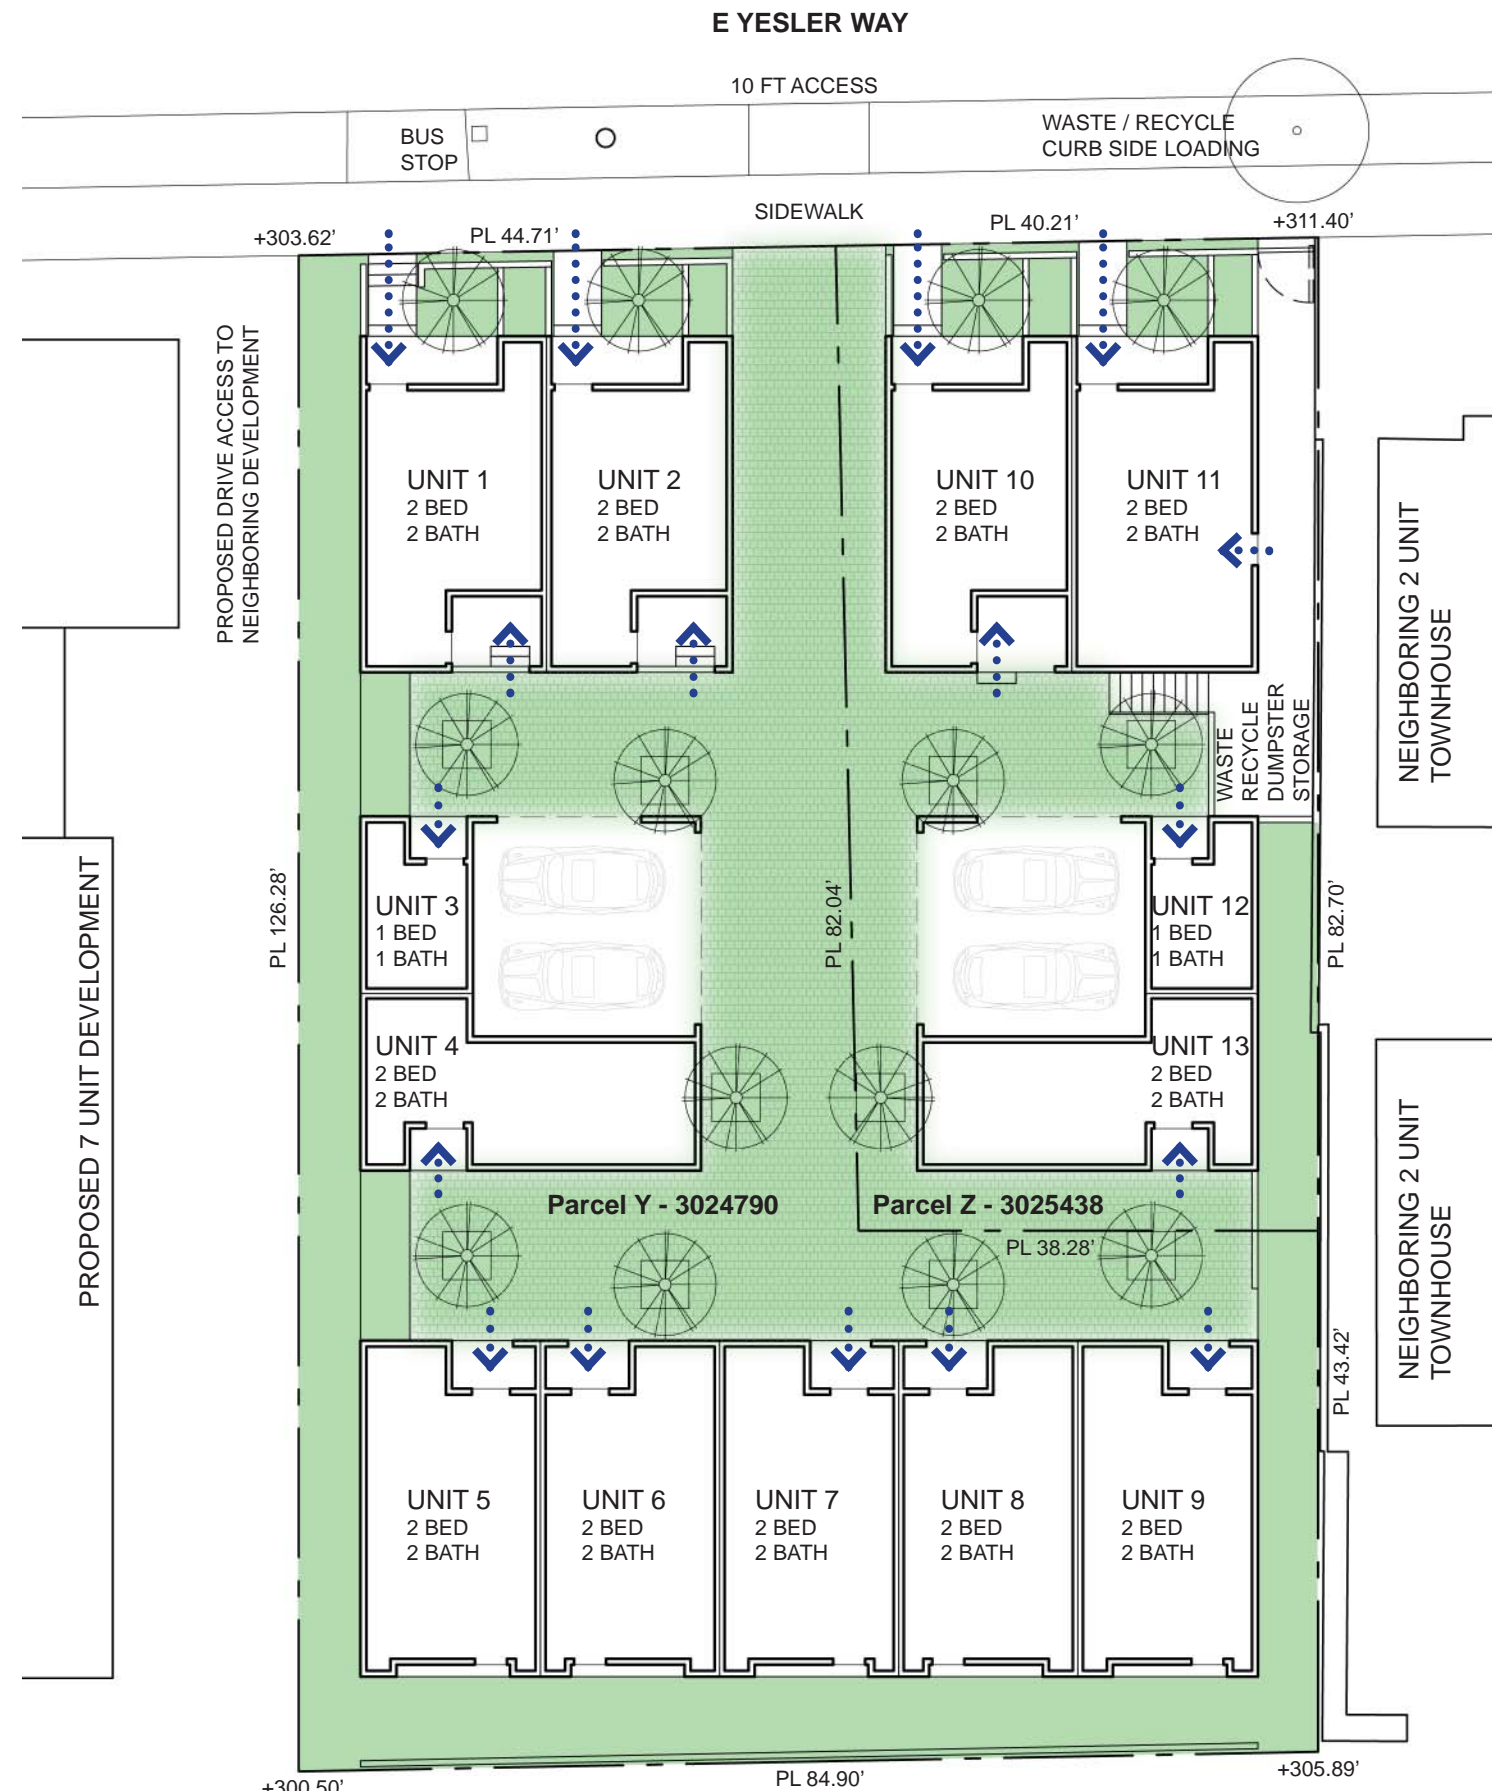 E YESLER WAY
10 FT ACCESS
BUS
STOP
WASTE / RECYCLE
CURB SIDE LOADING
SIDEWALK
+303.62'
PL 44.71'
PL 40.21'
+311.40'
PROPOSED DRIVE ACCESS TO
NEIGHBORING DEVELOPMENT
UNIT 1
2 BED
2 BATH
UNIT 2
2 BED
2 BATH
UNIT 10
2 BED
2 BATH
UNIT 11
2 BED
2 BATH
NEIGHBORING 2 UNIT
TOWNHOUSE
WASTE
RECYCLE
DUMPSTER
STORAGE
PROPOSED 7 UNIT DEVELOPMENT
PL 126.28'
UNIT 3
1 BED
1 BATH
PL 82.04'
UNIT 12
1 BED
1 BATH
PL 82.70'
UNIT 4
2 BED
2 BATH
UNIT 13
2 BED
2 BATH
NEIGHBORING 2 UNIT
TOWNHOUSE
Parcel Y - 3024790
Parcel Z - 3025438
PL 38.28'
PL 43.42'
UNIT 5
2 BED
2 BATH
UNIT 6
2 BED
2 BATH
UNIT 7
2 BED
2 BATH
UNIT 8
2 BED
2 BATH
UNIT 9
2 BED
2 BATH
+300.50'
PL 84.90'
+305.89'